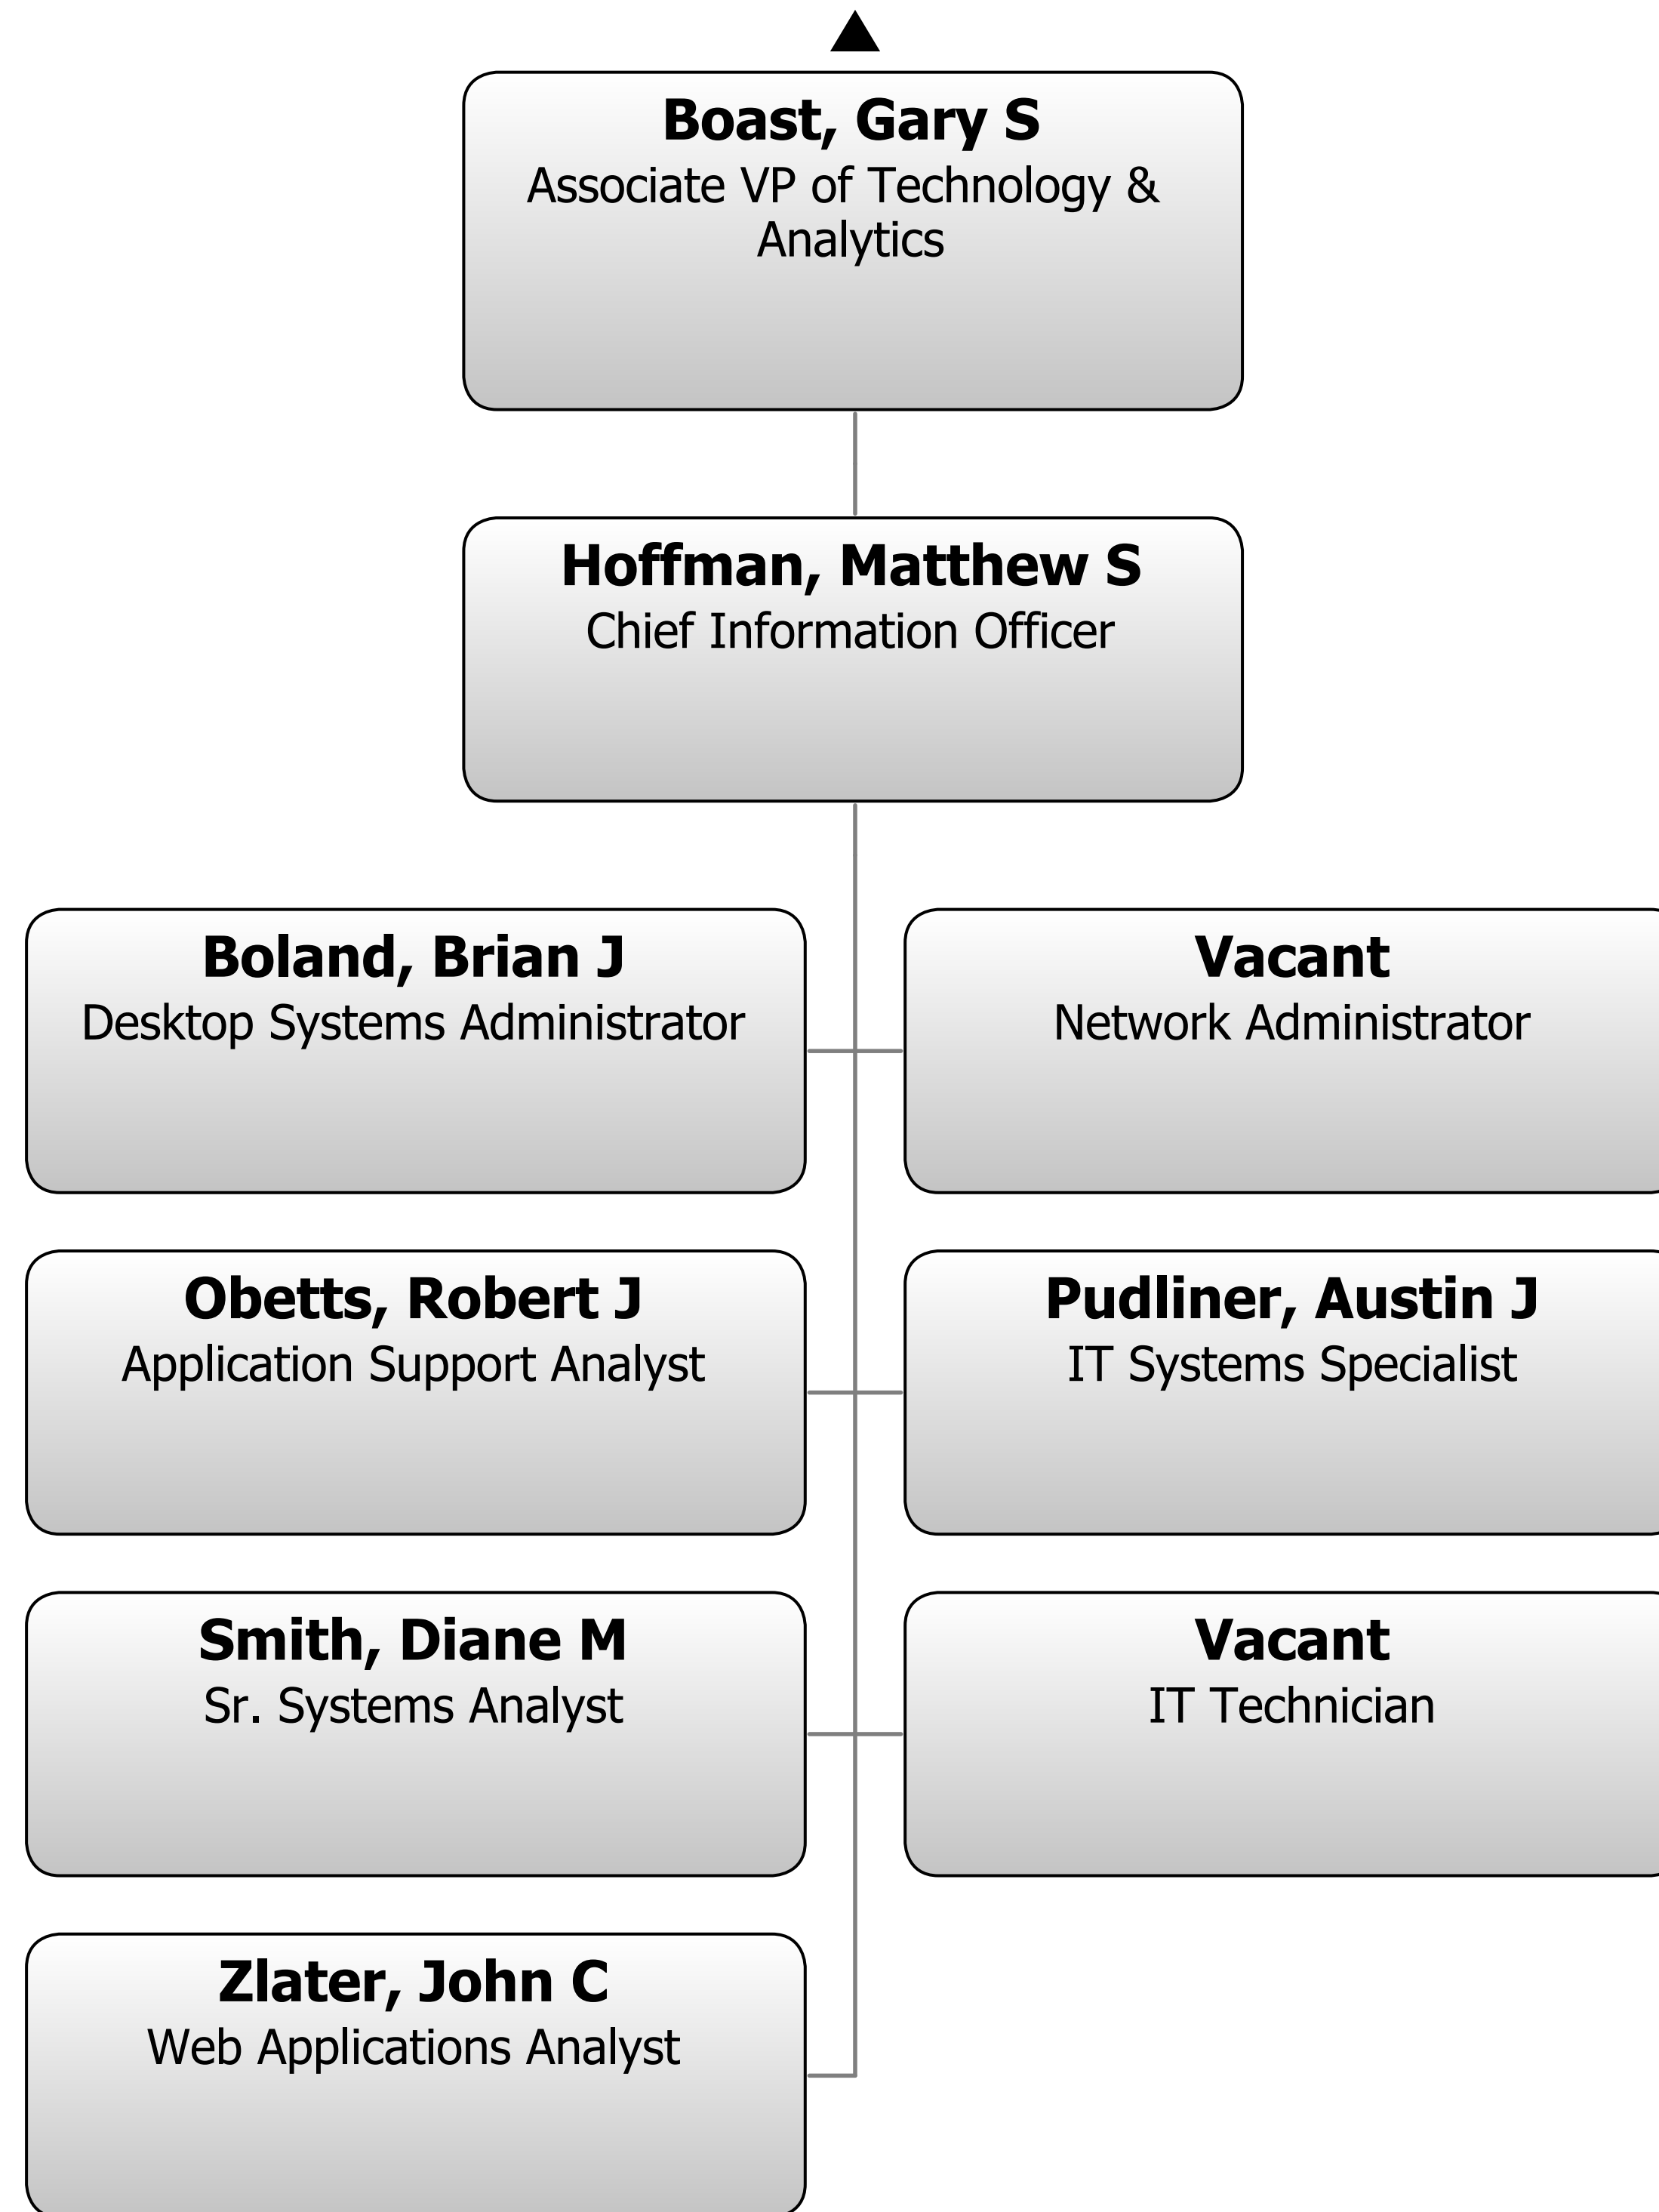 Boast, Gary S
Associate VP of Technology &
Analytics
Hoffman, Matthew S
Chief Information Officer
Boland, Brian J
Desktop Systems Administrator
Vacant
Network Administrator
Obetts, Robert J
Application Support Analyst
Pudliner, Austin J
IT Systems Specialist
Smith, Diane M
Sr. Systems Analyst
Vacant
IT Technician
Zlater, John C
Web Applications Analyst